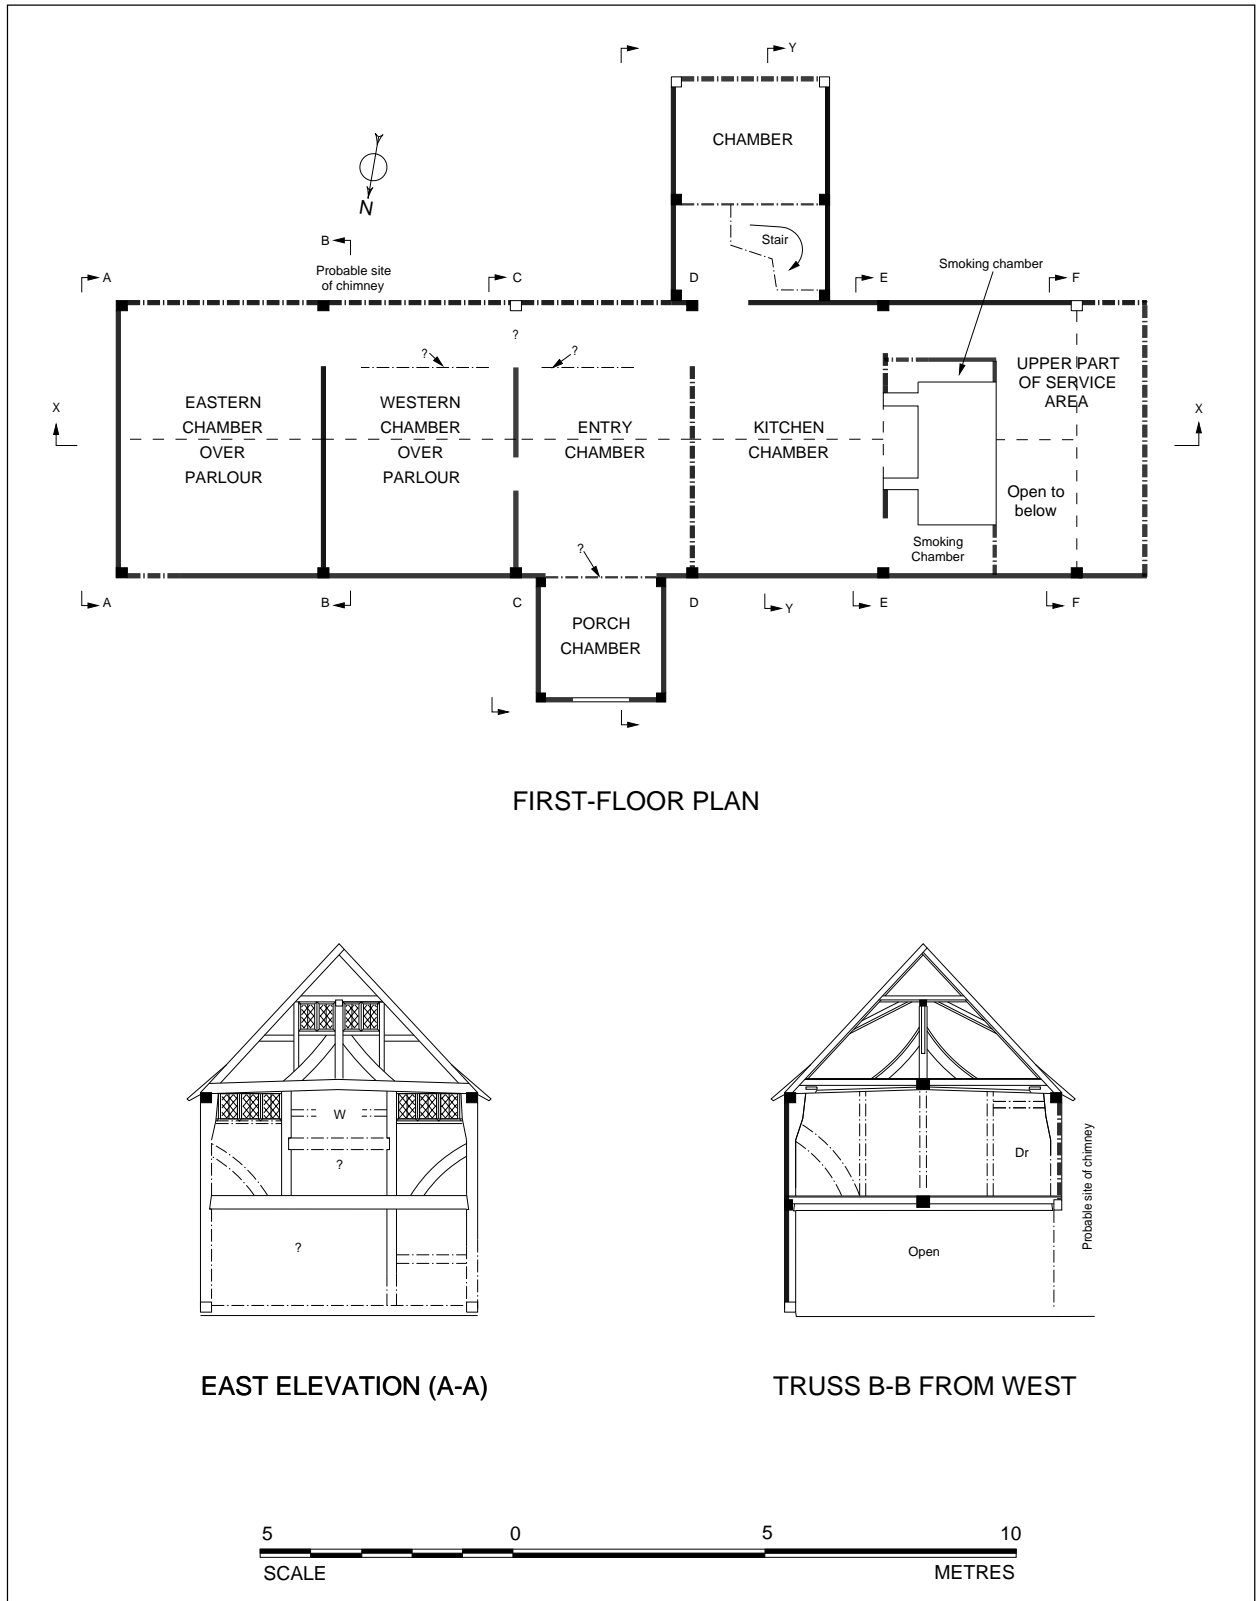 Y
CHAMBER
N
Stair
B
Probable site
of chimney
Smoking chamber
A
C
D
E
F
?
?
?
UPPER PART
OF SERVICE
AREA
X
EASTERN
CHAMBER
OVER
PARLOUR
WESTERN
CHAMBER
OVER
PARLOUR
ENTRY
CHAMBER
KITCHEN
CHAMBER
X
Open to
below
Smoking
Chamber
?
A
B
C
D
Y
E
F
PORCH
CHAMBER
FIRST-FLOOR PLAN
W
?
?
Dr
Open
Probable site of chimney
EAST ELEVATION (A-A)
TRUSS B-B FROM WEST
5 0 5 10
SCALE METRES